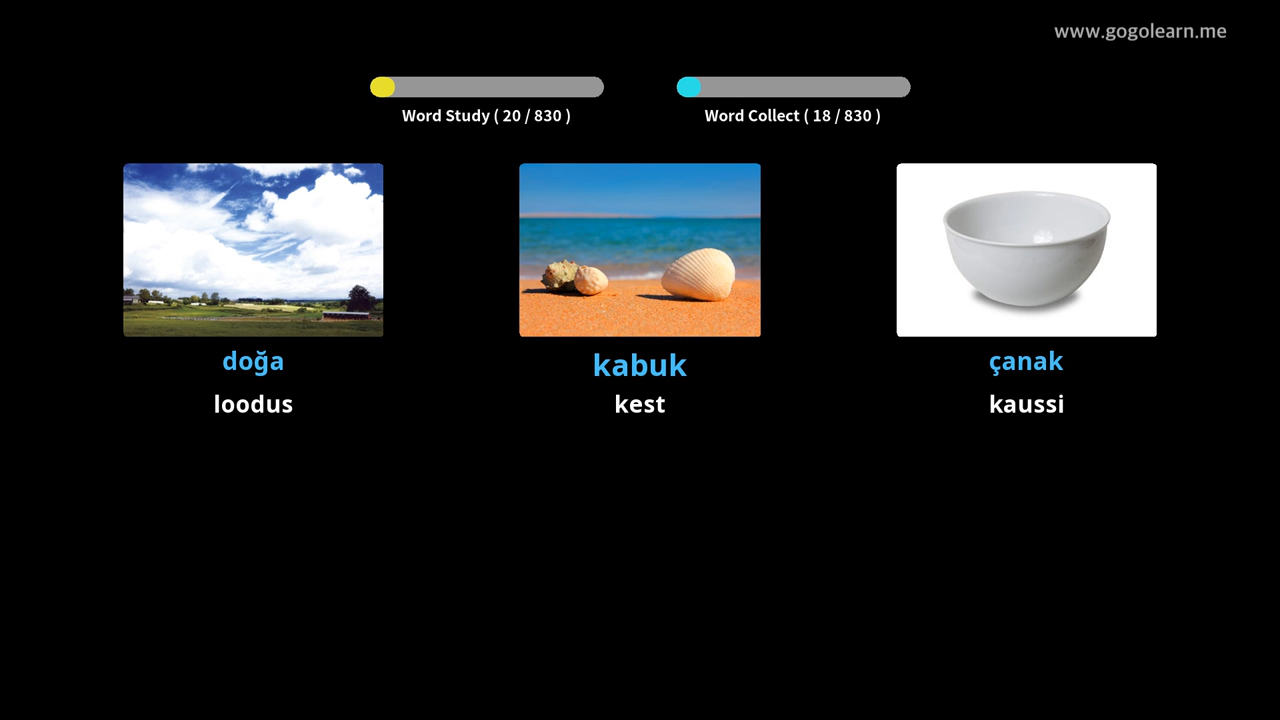 www.gogolearn.me
Word Study ( 20 / 830 )
Word Collect ( 18 / 830 )
doğa
kabuk
çanak
loodus
kest
kaussi